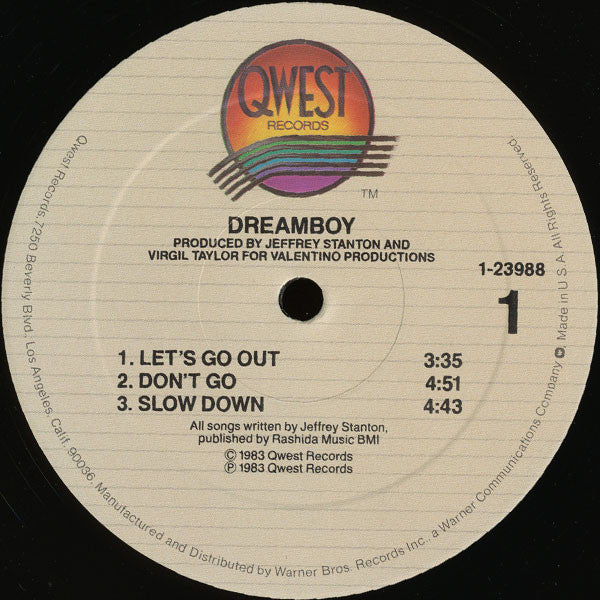 QWEST
RECORDS
TM
DREAMBOY
PRODUCED BY JEFFREY STANTON AND
VIRGIL TAYLOR FOR VALENTINO PRODUCTIONS
1-23988
1
1. LET'S GO OUT 3:35
2. DON'T GO 4:51
3. SLOW DOWN 4:43
All songs written by Jeffrey Stanton,
published by Rashida Music BMI
© 1983 Qwest Records
℗ 1983 Qwest Records
Qwest Records, 7250 Beverly Blvd., Los Angeles, Calif. 90036. Manufactured and Distributed by Warner Bros. Records Inc., a Warner Communications Company. Made in U.S.A. All Rights Reserved.